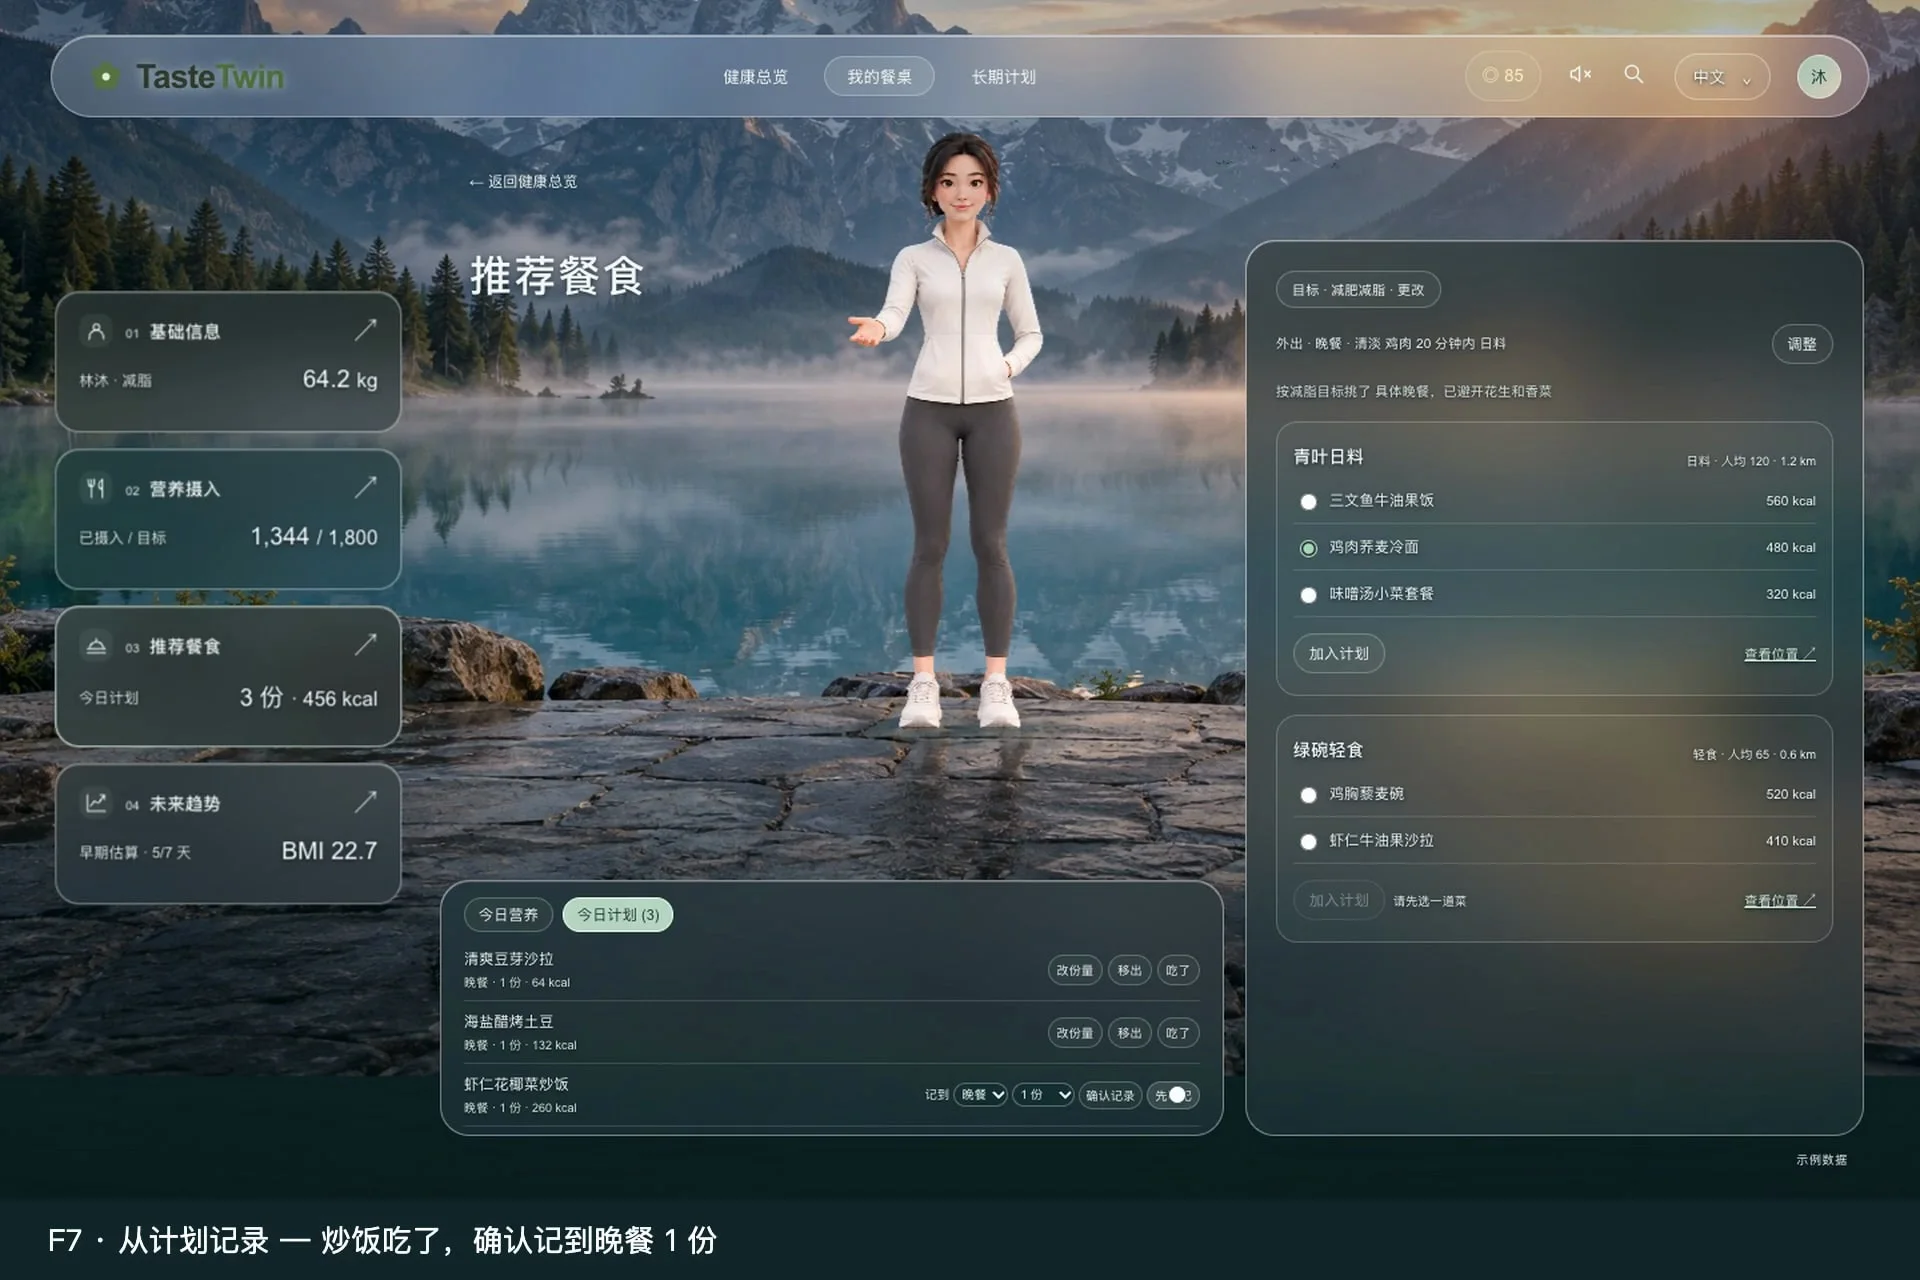 TasteTwin
健康总览
我的餐桌
长期计划
85
中文
沐
← 返回健康总览
推荐餐食
01 基础信息
林沐 · 减脂 64.2 kg
02 营养摄入
已摄入 / 目标 1,344 / 1,800
03 推荐餐食
今日计划 3 份 · 456 kcal
04 未来趋势
早期估算 · 5/7 天 BMI 22.7
目标 · 减肥减脂 · 更改
外出 · 晚餐 · 清淡 鸡肉 20 分钟内 日料 调整
按减脂目标挑了 具体晚餐，已避开花生和香菜
青叶日料 日料 · 人均 120 · 1.2 km
三文鱼牛油果饭 560 kcal
鸡肉荞麦冷面 480 kcal
味噌汤小菜套餐 320 kcal
加入计划 查看位置 ↗
绿碗轻食 轻食 · 人均 65 · 0.6 km
鸡胸藜麦碗 520 kcal
虾仁牛油果沙拉 410 kcal
加入计划 请先选一道菜 查看位置 ↗
今日营养 今日计划 (3)
清爽豆芽沙拉
晚餐 · 1 份 · 64 kcal
改份量 移出 吃了
海盐醋烤土豆
晚餐 · 1 份 · 132 kcal
改份量 移出 吃了
虾仁花椰菜炒饭
晚餐 · 1 份 · 260 kcal
记到 晚餐 1 份 确认记录 先
示例数据
F7 · 从计划记录 — 炒饭吃了，确认记到晚餐 1 份